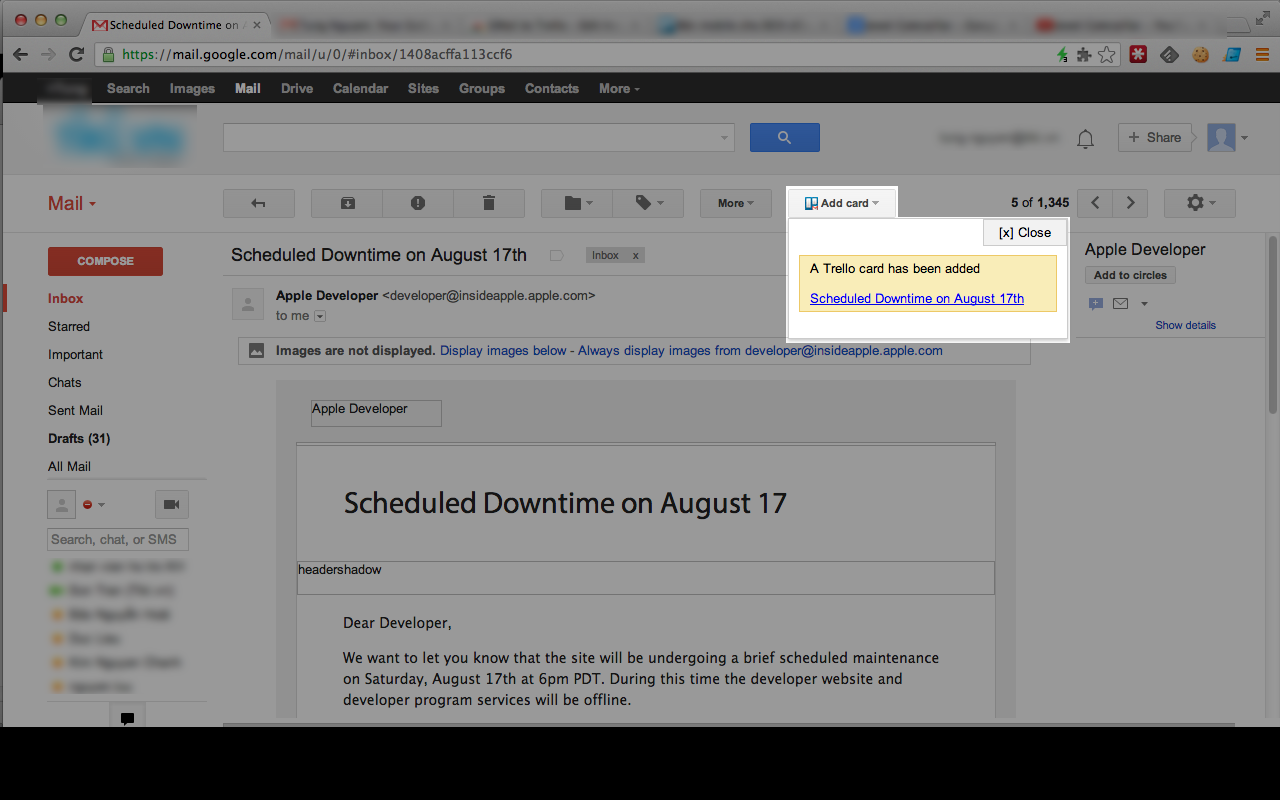 Scheduled Downtime on A
https://mail.google.com/mail/u/0/#inbox/1408acffa113ccf6
Search Images Mail Drive Calendar Sites Groups Contacts More
Share
Mail
More
Add card
5 of 1,345
[x] Close
A Trello card has been added
Scheduled Downtime on August 17th
COMPOSE
Inbox
Starred
Important
Chats
Sent Mail
Drafts (31)
All Mail
Search, chat, or SMS
Scheduled Downtime on August 17th
Inbox x
Apple Developer <developer@insideapple.apple.com>
to me
Images are not displayed. Display images below - Always display images from developer@insideapple.apple.com
Apple Developer
Scheduled Downtime on August 17
headershadow
Dear Developer,
We want to let you know that the site will be undergoing a brief scheduled maintenance
on Saturday, August 17th at 6pm PDT. During this time the developer website and
developer program services will be offline.
Apple Developer
Add to circles
Show details